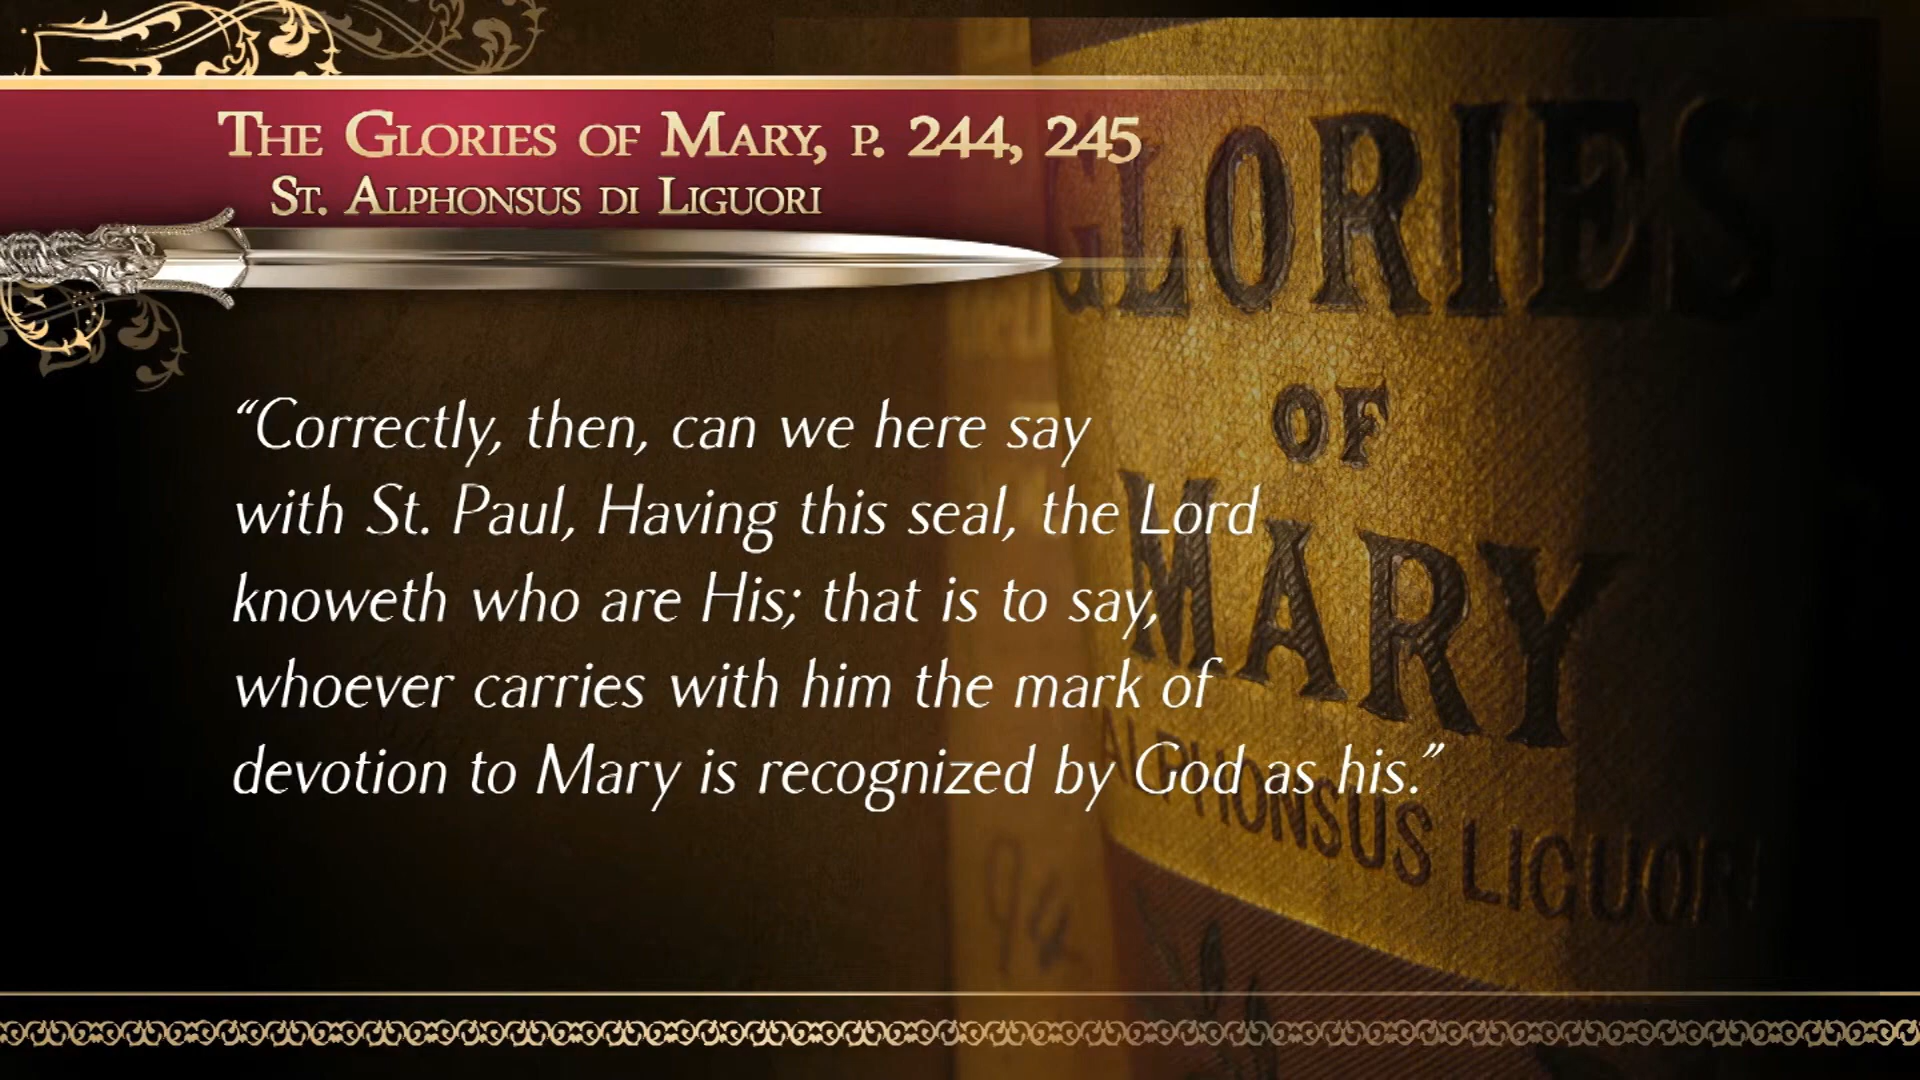 THE GLORIES OF MARY, P. 244, 245
ST. ALPHONSUS DI LIGUORI
“Correctly, then, can we here say
with St. Paul, Having this seal, the Lord
knoweth who are His; that is to say,
whoever carries with him the mark of
devotion to Mary is recognized by God as his.”
GLORIES
OF
MARY
ALPHONSUS LIGUORI